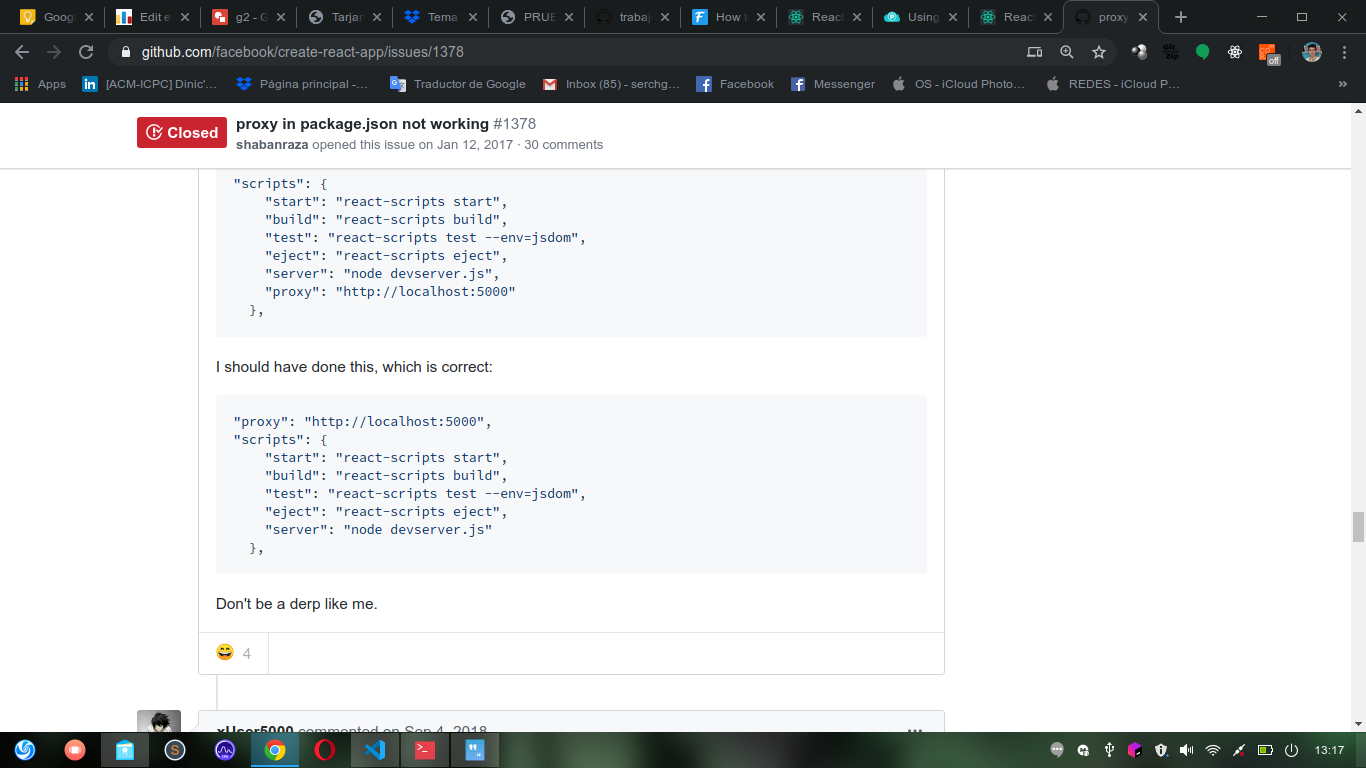 Googl
Edit e
g2 - G
Tarjan
Tema
PRUE
trabaj
How t
React
Using
React
proxy
github.com/facebook/create-react-app/issues/1378
Apps
[ACM-ICPC] Dinic'...
Página principal -...
Traductor de Google
Inbox (85) - serchg...
Facebook
Messenger
OS - iCloud Photo...
REDES - iCloud P...
»
Closed
proxy in package.json not working #1378
shabanraza opened this issue on Jan 12, 2017 · 30 comments
"scripts": {
"start": "react-scripts start",
"build": "react-scripts build",
"test": "react-scripts test --env=jsdom",
"eject": "react-scripts eject",
"server": "node devserver.js",
"proxy": "http://localhost:5000"
},
I should have done this, which is correct:
"proxy": "http://localhost:5000",
"scripts": {
"start": "react-scripts start",
"build": "react-scripts build",
"test": "react-scripts test --env=jsdom",
"eject": "react-scripts eject",
"server": "node devserver.js"
},
Don't be a derp like me.
😄 4
xUser5000 commented on Sep 4, 2018
13:17